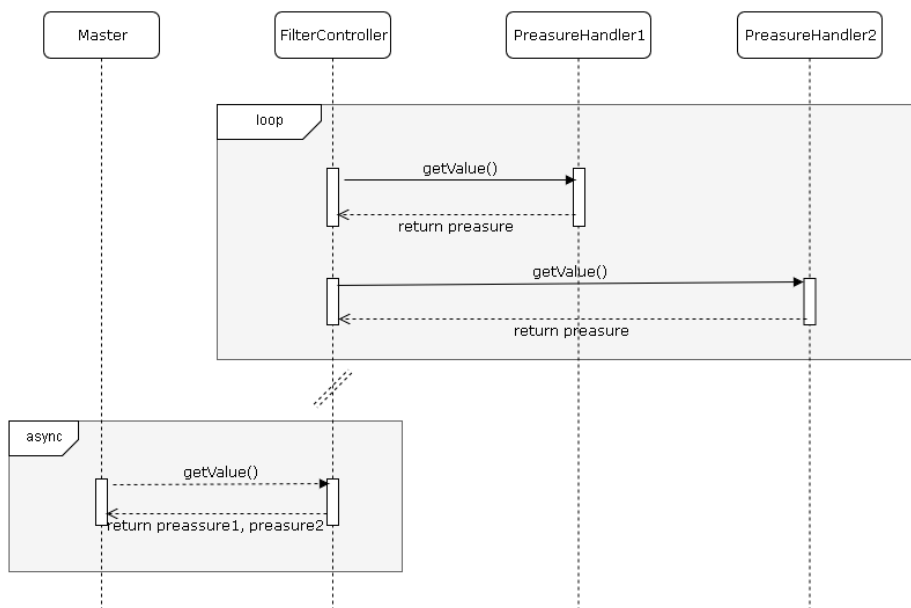 Master
FilterController
PreasureHandler1
PreasureHandler2
loop
getValue()
return preasure
getValue()
return preasure
async
getValue()
return preassure1, preasure2